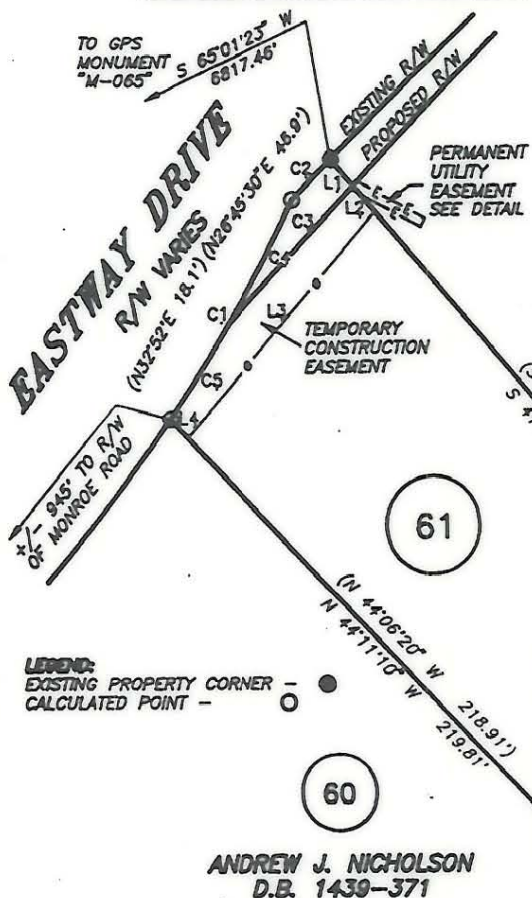 TO GPS
MONUMENT
"M-065"
S 65°01'23" W
6817.46'
EXISTING R/W
PROPOSED R/W
EASTWAY DRIVE
R/W VARIES
(N32°52'E 18.1') (N26°45'30"E 45.9')
C2
L1
C3
L2
C4
C1
L3
C5
L4
E
E
E
PERMANENT
UTILITY
EASEMENT
SEE DETAIL
TEMPORARY
CONSTRUCTION
EASEMENT
+/- 945' TO R/W
OF MONROE ROAD
61
(N 44°06'20" W
218.91')
N 44°11'10" W
219.81'
LEGEND:
EXISTING PROPERTY CORNER –
CALCULATED POINT –
60
ANDREW J. NICHOLSON
D.B. 1439-371